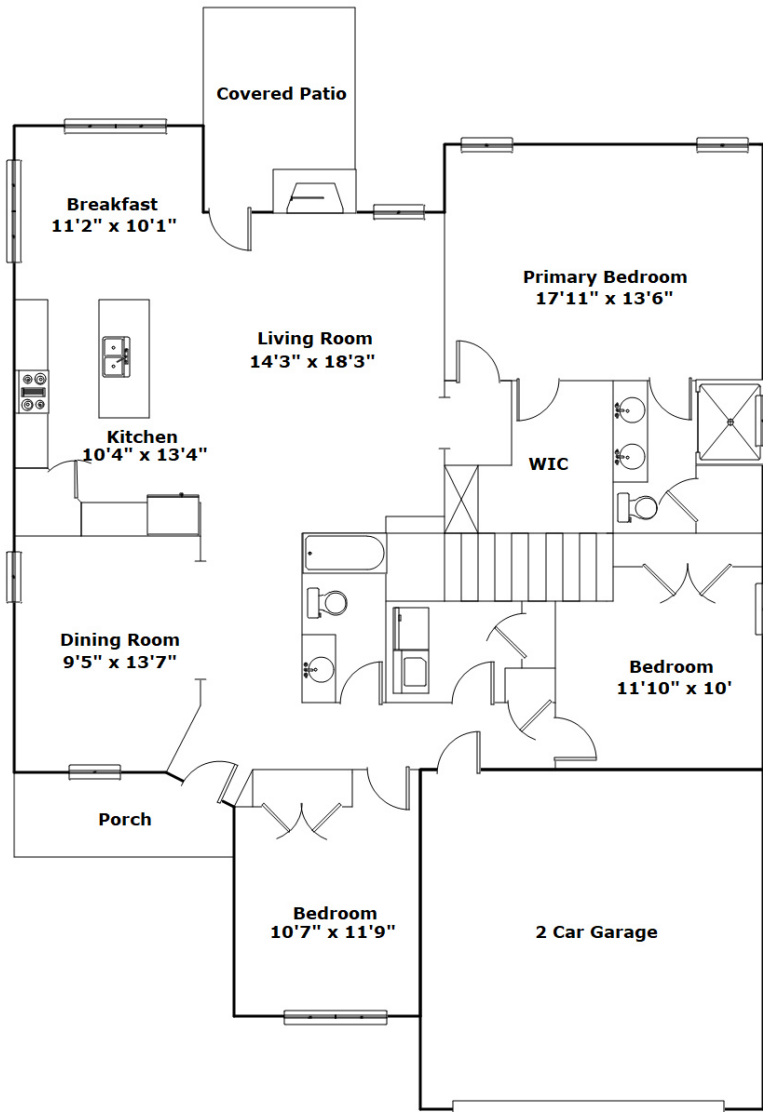 Covered Patio
Breakfast
11'2" x 10'1"
Primary Bedroom
17'11" x 13'6"
Living Room
14'3" x 18'3"
Kitchen
10'4" x 13'4"
WIC
Dining Room
9'5" x 13'7"
Bedroom
11'10" x 10'
Porch
Bedroom
10'7" x 11'9"
2 Car Garage